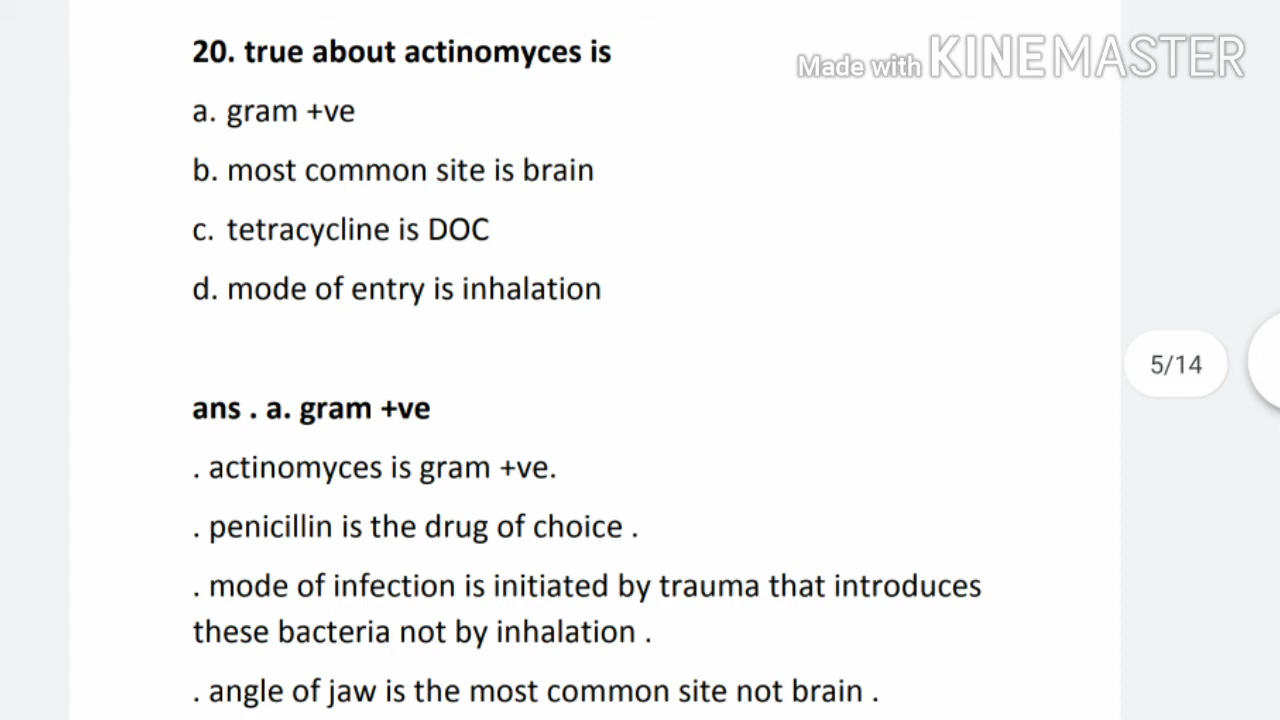 20. true about actinomyces is
Made with KINEMASTER
a. gram +ve
b. most common site is brain
c. tetracycline is DOC
d. mode of entry is inhalation
5/14
ans . a. gram +ve
. actinomyces is gram +ve.
. penicillin is the drug of choice .
. mode of infection is initiated by trauma that introduces
these bacteria not by inhalation .
. angle of jaw is the most common site not brain .